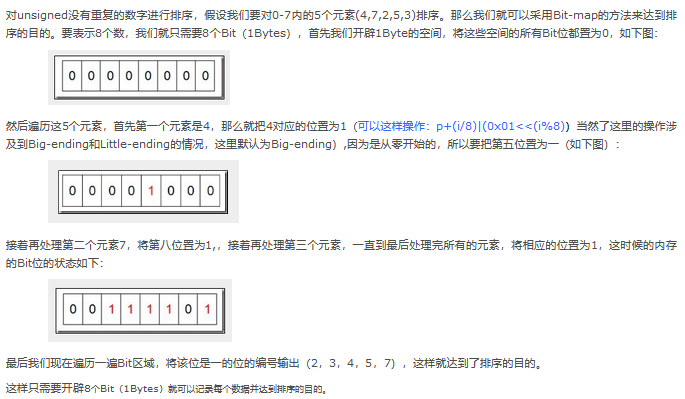 对unsigned没有重复的数字进行排序，假设我们要对0-7内的5个元素(4,7,2,5,3)排序。那么我们就可以采用Bit-map的方法来达到排
序的目的。要表示8个数，我们就只需要8个Bit（1Bytes），首先我们开辟1Byte的空间，将这些空间的所有Bit位都置为0，如下图：
0 0 0 0 0 0 0 0
然后遍历这5个元素，首先第一个元素是4，那么就把4对应的位置为1（可以这样操作：p+(i/8)|(0x01<<(i%8)）当然了这里的操作涉
及到Big-ending和Little-ending的情况，这里默认为Big-ending）,因为是从零开始的，所以要把第五位置为一（如下图）：
0 0 0 0 1 0 0 0
接着再处理第二个元素7，将第八位置为1,，接着再处理第三个元素，一直到最后处理完所有的元素，将相应的位置为1，这时候的内存
的Bit位的状态如下：
0 0 1 1 1 1 0 1
最后我们现在遍历一遍Bit区域，将该位是一的位的编号输出（2，3，4，5，7），这样就达到了排序的目的。
这样只需要开辟8个Bit（1Bytes）就可以记录每个数据并达到排序的目的。